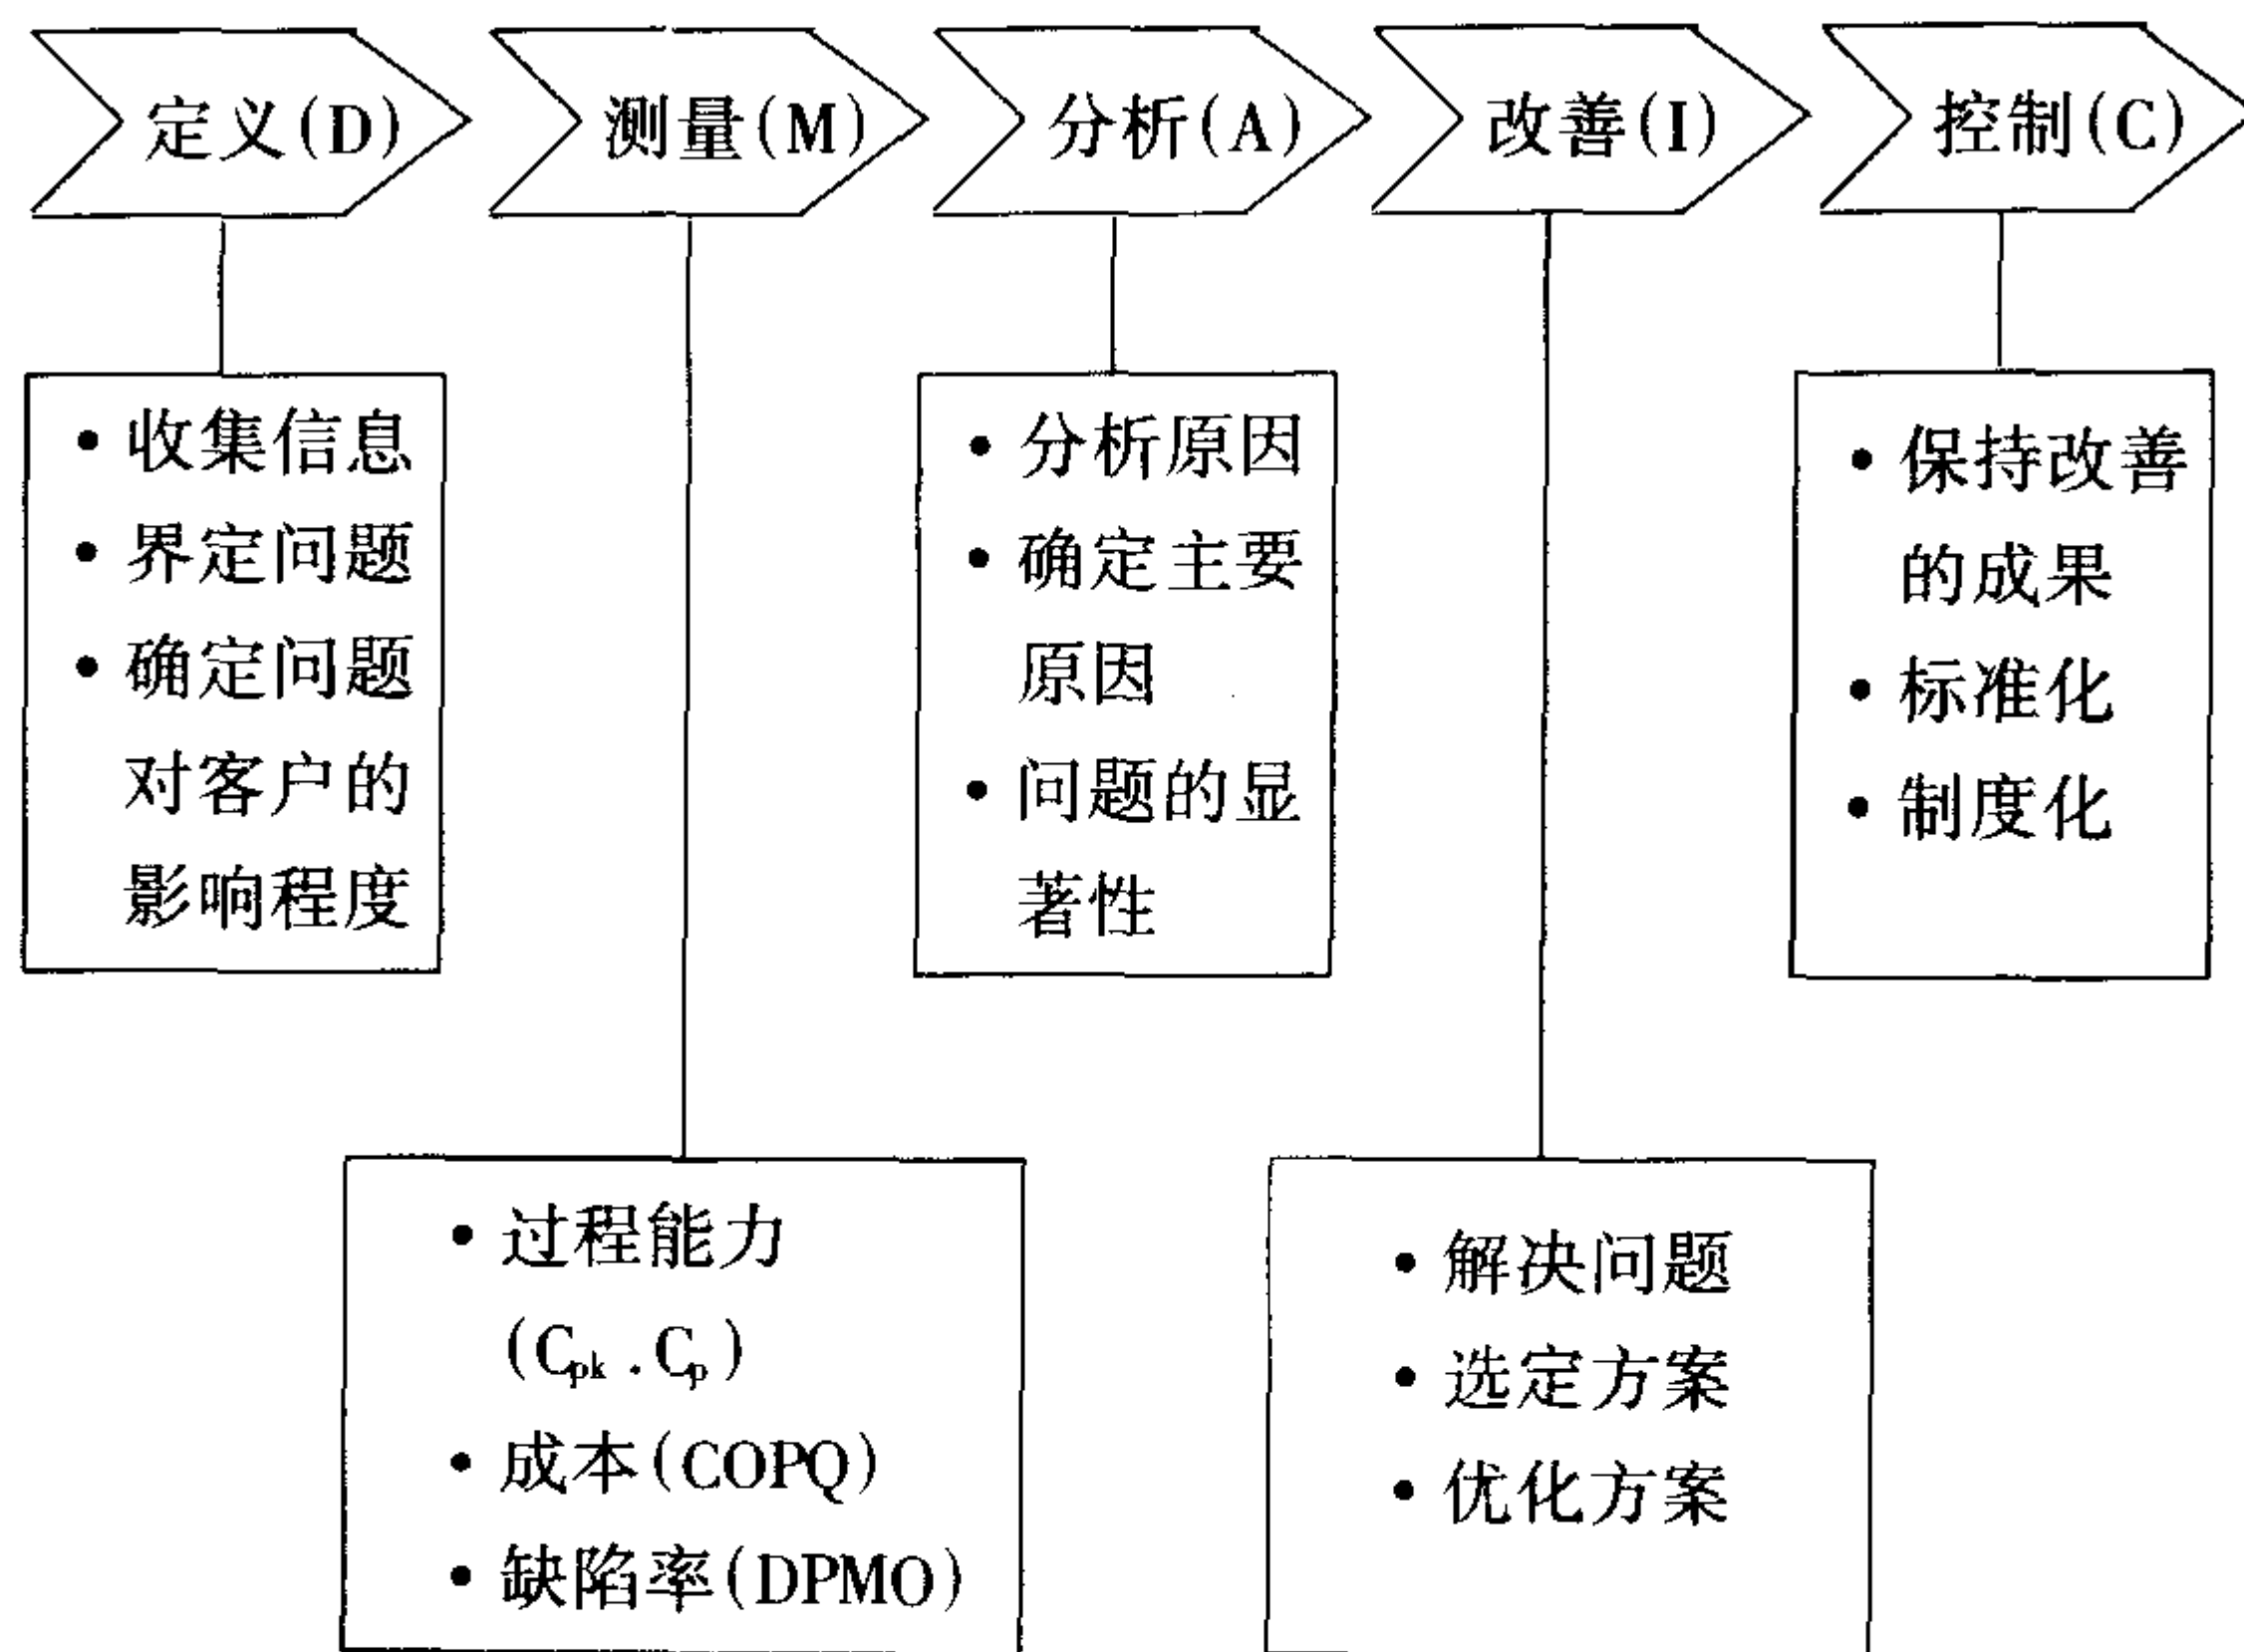 定义(D)
测量(M)
分析(A)
改善(I)
控制(C)
• 收集信息
• 界定问题
• 确定问题
对客户的
影响程度
• 分析原因
• 确定主要
原因
• 问题的显
著性
• 保持改善
的成果
• 标准化
• 制度化
• 过程能力
(Cpk.Cp)
• 成本(COPQ)
• 缺陷率(DPMO)
• 解决问题
• 选定方案
• 优化方案